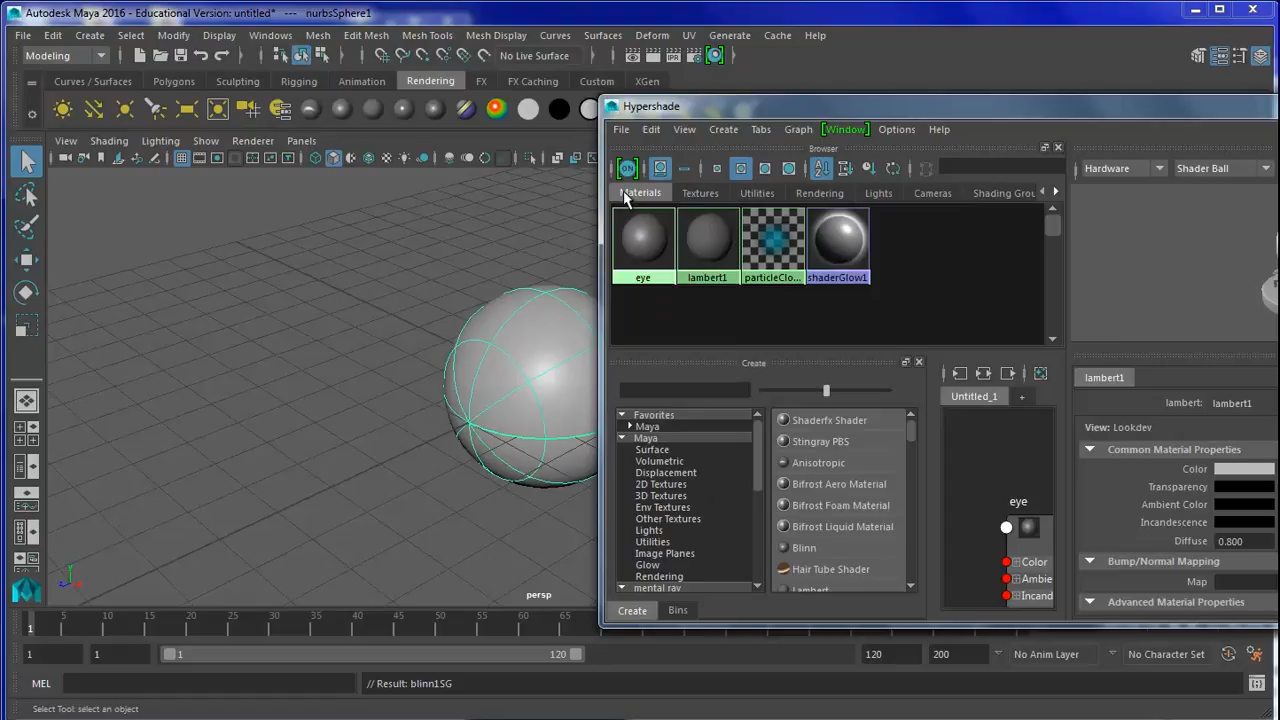 Autodesk Maya 2016 - Educational Version: untitled* --- nurbsSphere1
File Edit Create Select Modify Display Windows Mesh Edit Mesh Mesh Tools Mesh Display Curves Surfaces Deform UV Generate Cache Help
Modeling No Live Surface IPR
Curves / Surfaces Polygons Sculpting Rigging Animation Rendering FX FX Caching Custom XGen
Hypershade
File Edit View Create Tabs Graph [Window] Options Help
View Shading Lighting Show Renderer Panels
Browser
ON Hardware Shader Ball
Materials Textures Utilities Rendering Lights Cameras Shading Grou
eye lambert1 particleClo... shaderGlow1
Create
lambert1
Untitled_1 +
lambert: lambert1
View: Lookdev
Common Material Properties
Color
Transparency
Ambient Color
Incandescence
Diffuse 0.800
Bump/Normal Mapping
Map
Advanced Material Properties
Favorites
Maya
Maya
Surface
Volumetric
Displacement
2D Textures
3D Textures
Env Textures
Other Textures
Lights
Utilities
Image Planes
Glow
Rendering
mental ray
Shaderfx Shader
Stingray PBS
Anisotropic
Bifrost Aero Material
Bifrost Foam Material
Bifrost Liquid Material
Blinn
Hair Tube Shader
Lambert
eye
Color
Ambie
Incand
Create Bins
persp
5 10 15 20 25 30 35 40 45 50 55 60 65
1
1 1 1 120 120 200 No Anim Layer No Character Set
MEL // Result: blinn1SG
Select Tool: select an object